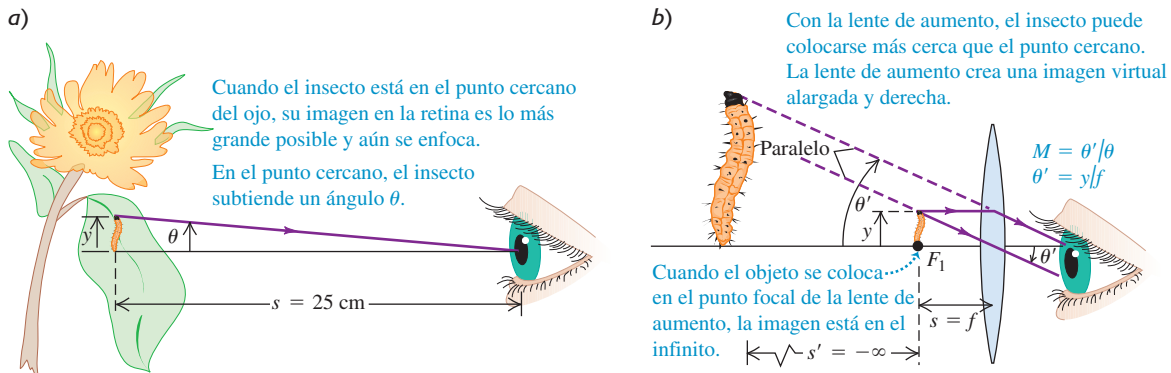 a)
Cuando el insecto está en el punto cercano
del ojo, su imagen en la retina es lo más
grande posible y aún se enfoca.
En el punto cercano, el insecto
subtiende un ángulo θ.
y
θ
s = 25 cm
b)
Con la lente de aumento, el insecto puede
colocarse más cerca que el punto cercano.
La lente de aumento crea una imagen virtual
alargada y derecha.
Paralelo
M = θ′/θ
θ′ = y/f
θ′
y
θ′
F₁
Cuando el objeto se coloca
en el punto focal de la lente de
aumento, la imagen está en el
infinito.
s = f
s′ = −∞